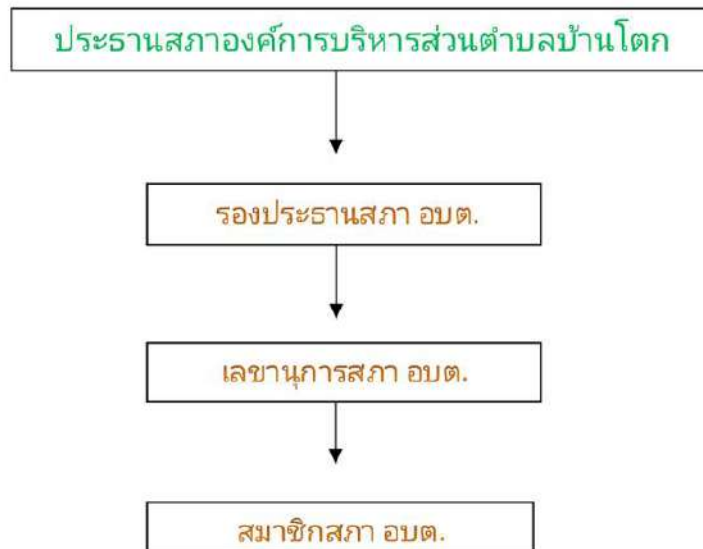 ประธานสภาองค์การบริหารส่วนตำบลบ้านโตก
รองประธานสภา อบต.
เลขานุการสภา อบต.
สมาชิกสภา อบต.